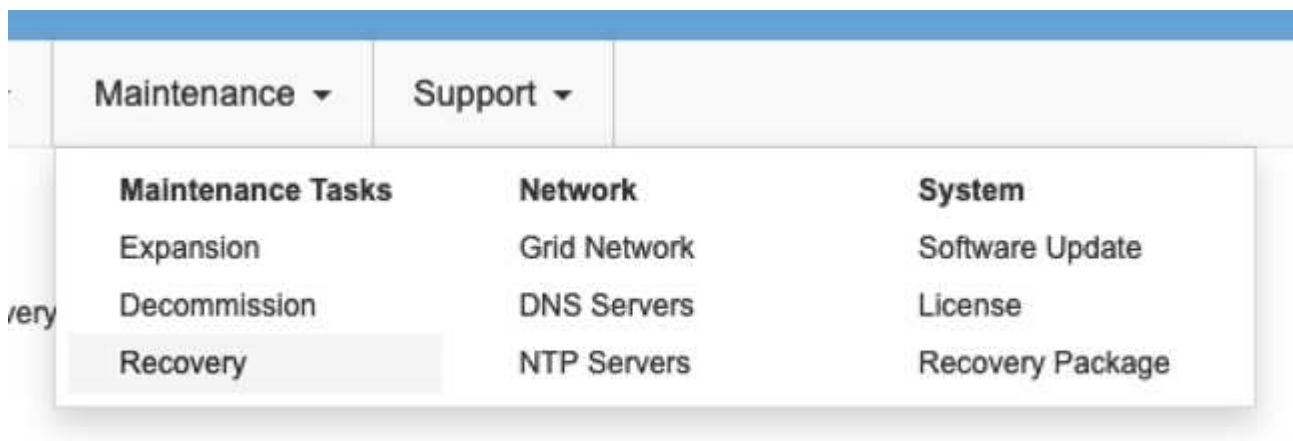 Maintenance
Support
Maintenance Tasks
Expansion
Decommission
Recovery
Network
Grid Network
DNS Servers
NTP Servers
System
Software Update
License
Recovery Package
very